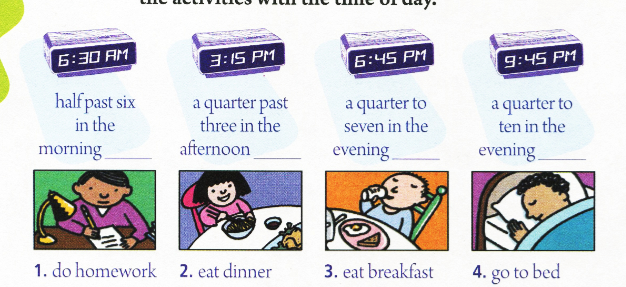 the activities with the time of day.
6:30 AM
3:15 PM
6:45 PM
9:45 PM
half past six
in the
morning ______
a quarter past
three in the
afternoon ______
a quarter to
seven in the
evening ______
a quarter to
ten in the
evening ______
1. do homework
2. eat dinner
3. eat breakfast
4. go to bed